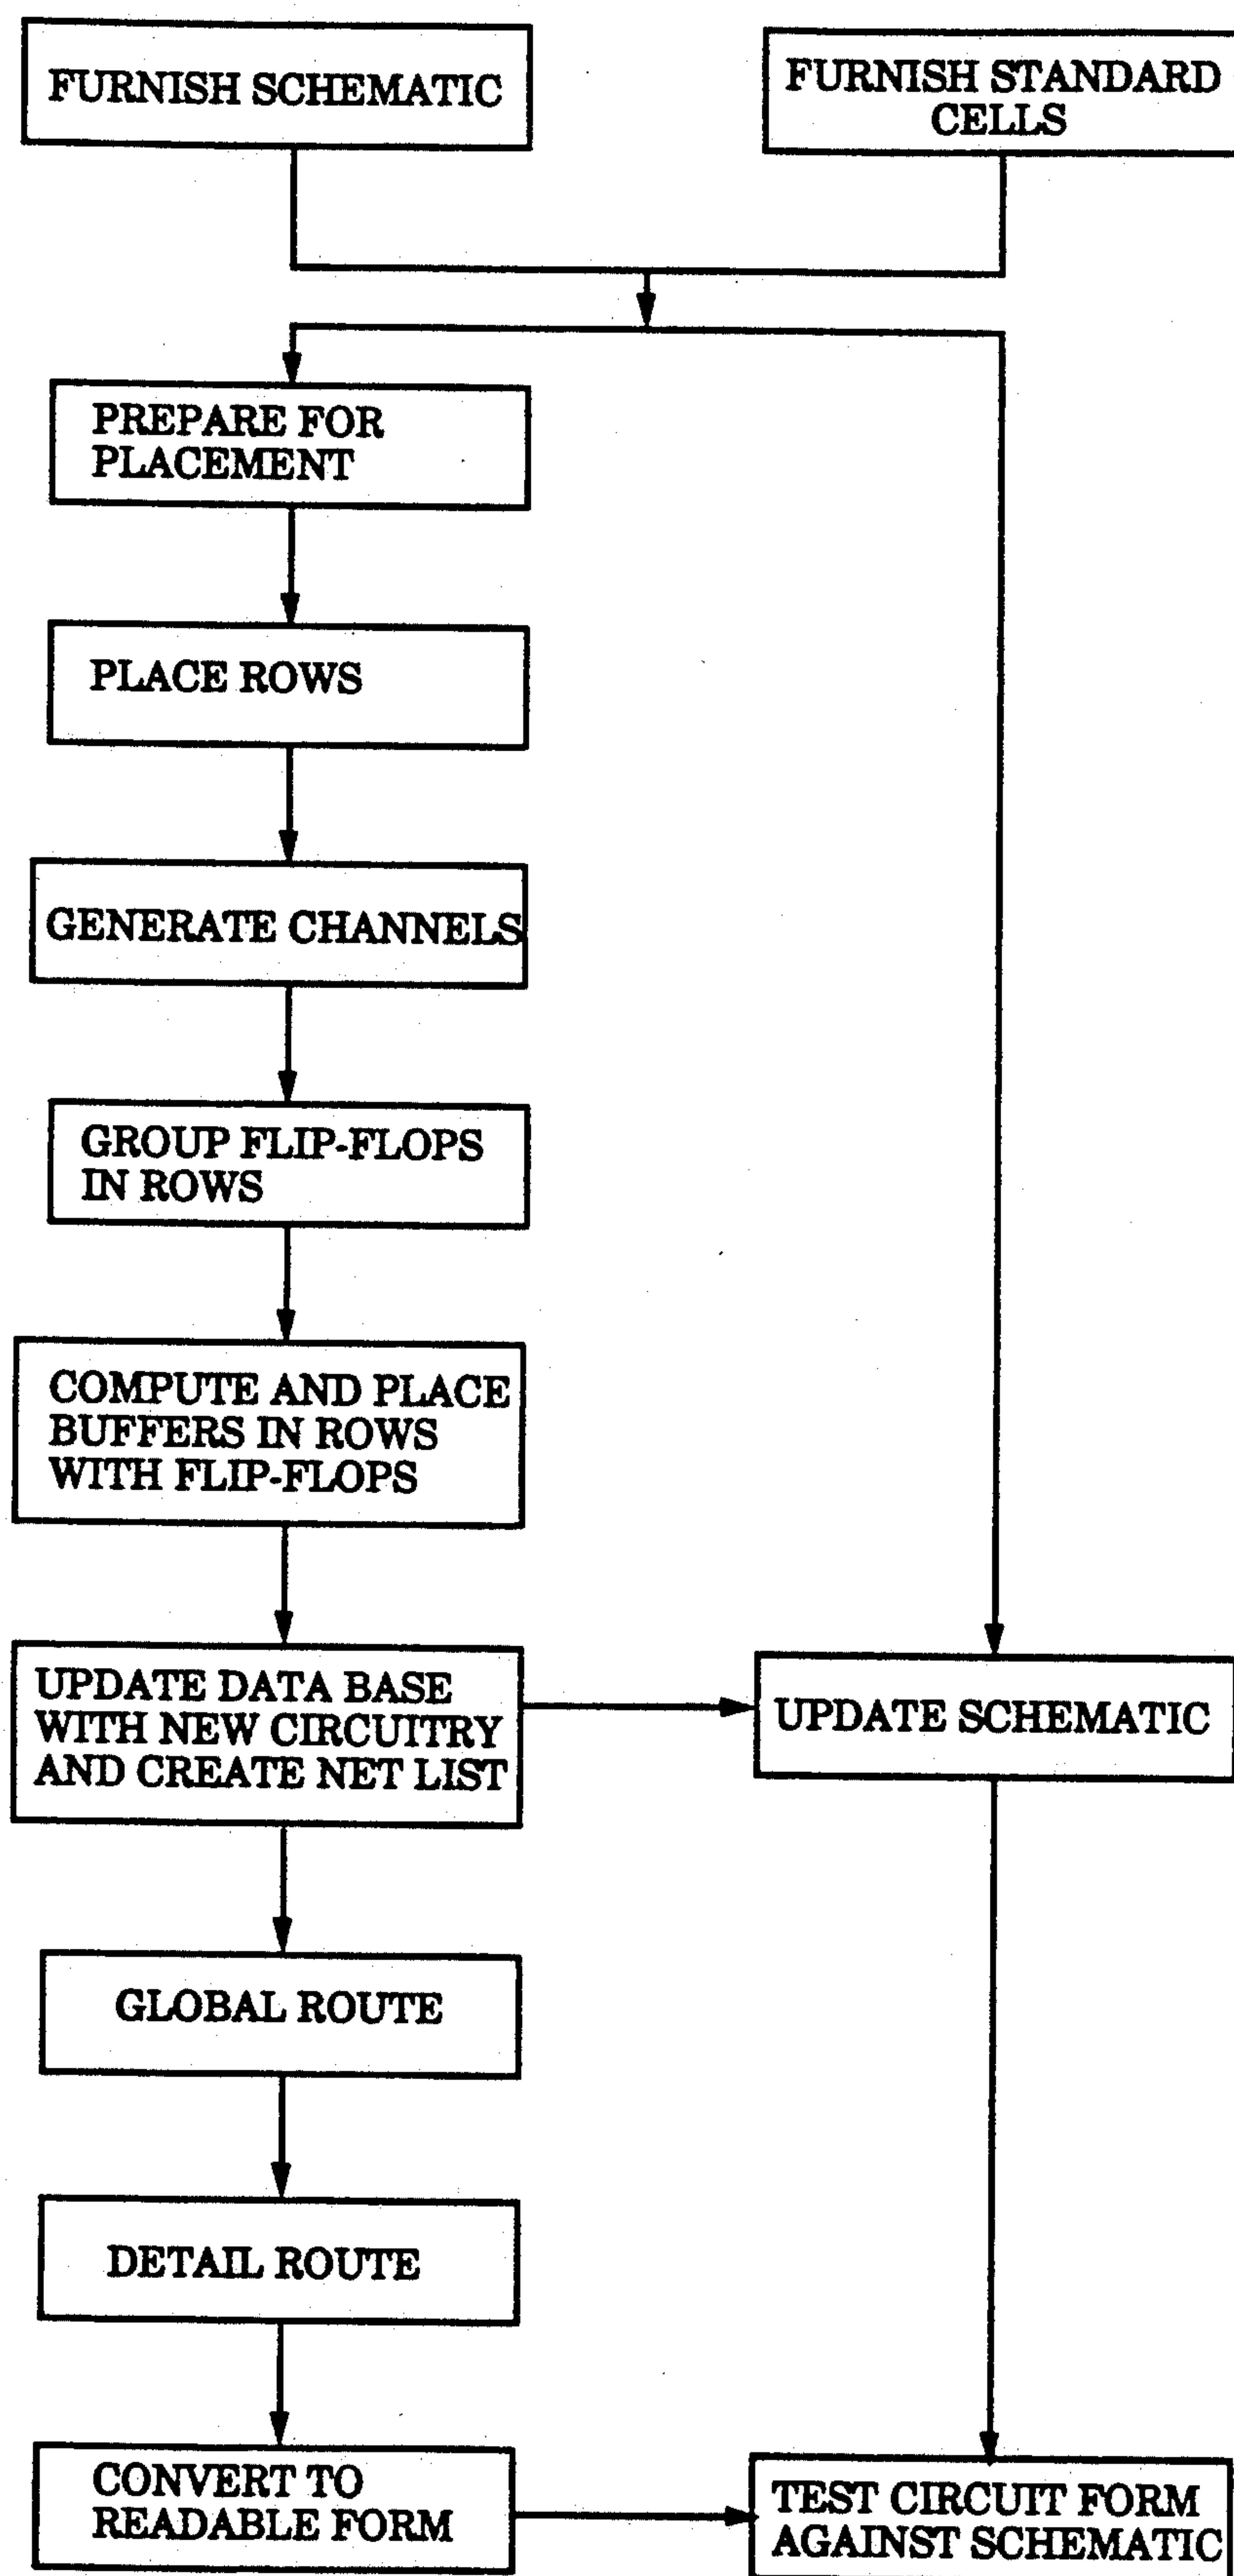 FURNISH SCHEMATIC
FURNISH STANDARD
CELLS
PREPARE FOR
PLACEMENT
PLACE ROWS
GENERATE CHANNELS
GROUP FLIP-FLOPS
IN ROWS
COMPUTE AND PLACE
BUFFERS IN ROWS
WITH FLIP-FLOPS
UPDATE DATA BASE
WITH NEW CIRCUITRY
AND CREATE NET LIST
UPDATE SCHEMATIC
GLOBAL ROUTE
DETAIL ROUTE
CONVERT TO
READABLE FORM
TEST CIRCUIT FORM
AGAINST SCHEMATIC